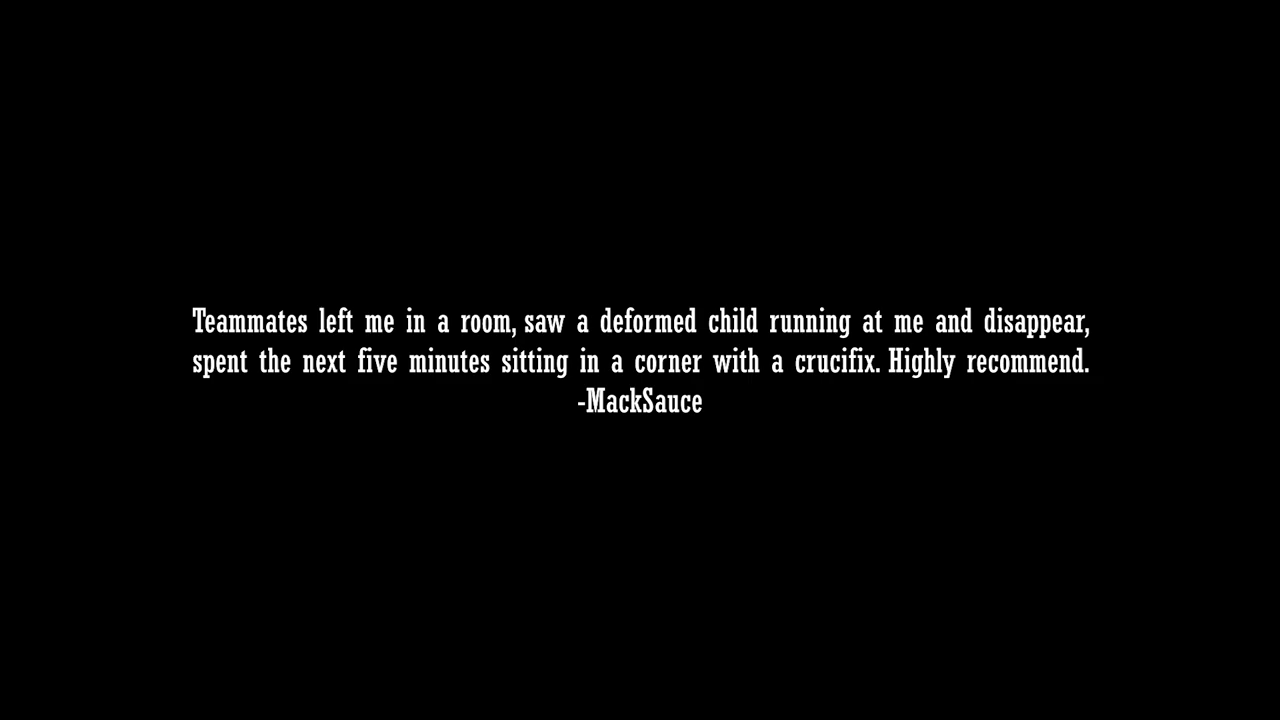 Teammates left me in a room, saw a deformed child running at me and disappear,
spent the next five minutes sitting in a corner with a crucifix. Highly recommend.
-MackSauce